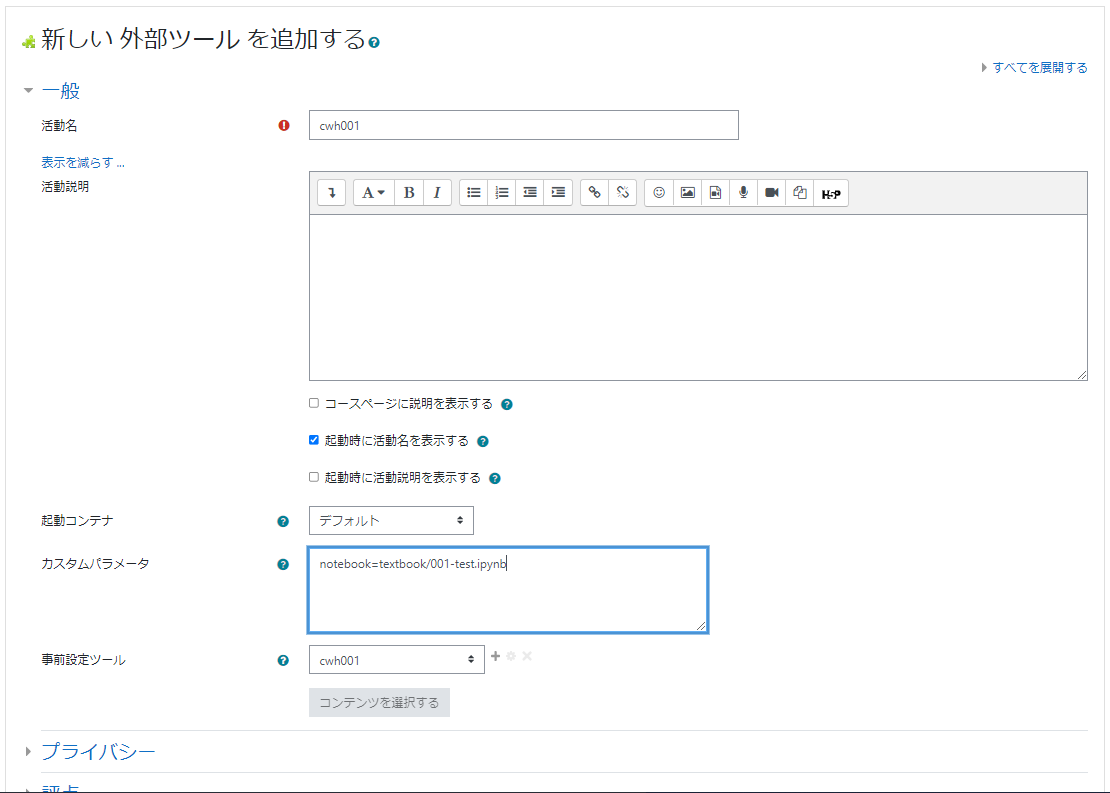 新しい 外部ツール を追加する
すべてを展開する
一般
活動名
cwh001
表示を減らす ...
活動説明
A B I H5P
コースページに説明を表示する
起動時に活動名を表示する
起動時に活動説明を表示する
起動コンテナ
デフォルト
カスタムパラメータ
notebook=textbook/001-test.ipynb
事前設定ツール
cwh001
コンテンツを選択する
プライバシー
評点